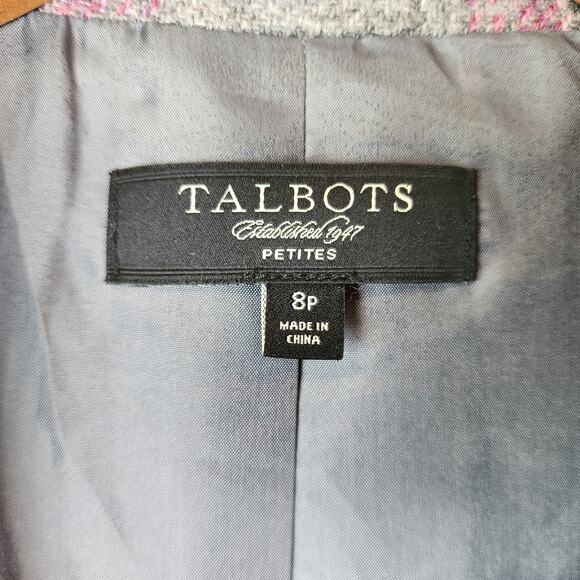 TALBOTS
Established 1947
PETITES
8P
MADE IN
CHINA